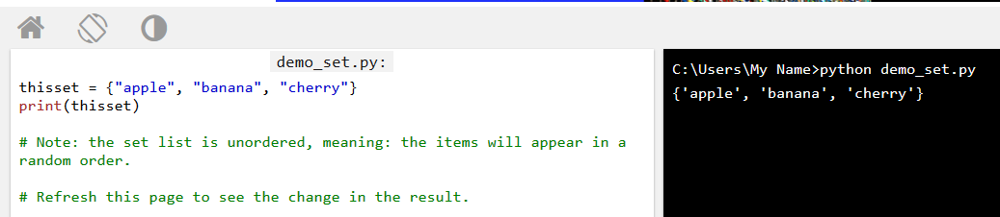 demo_set.py:
thisset = {"apple", "banana", "cherry"}
print(thisset)
# Note: the set list is unordered, meaning: the items will appear in a
random order.
# Refresh this page to see the change in the result.
C:\Users\My Name>python demo_set.py
{'apple', 'banana', 'cherry'}